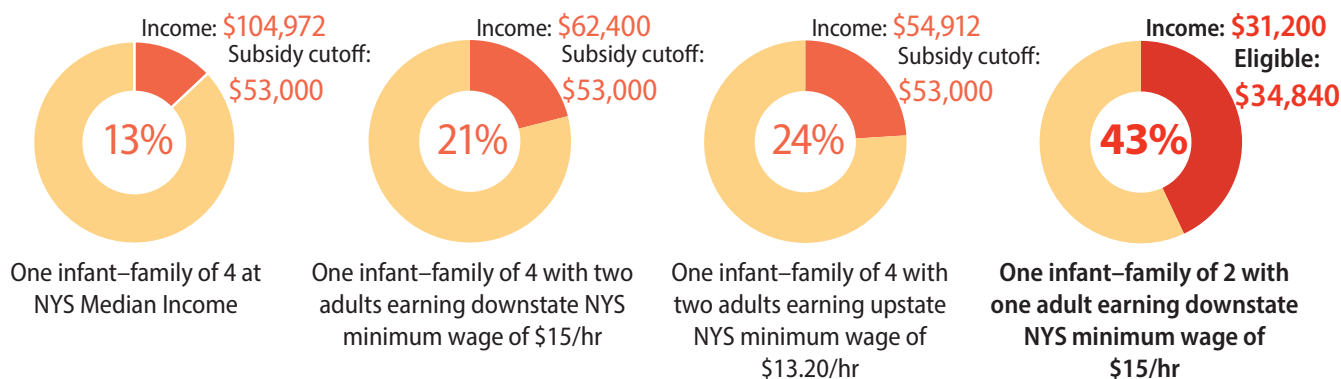 Income: $104,972
Subsidy cutoff:
$53,000
13%
One infant–family of 4 at
NYS Median Income
Income: $62,400
Subsidy cutoff:
$53,000
21%
One infant–family of 4 with two
adults earning downstate NYS
minimum wage of $15/hr
Income: $54,912
Subsidy cutoff:
$53,000
24%
One infant–family of 4 with
two adults earning upstate
NYS minimum wage of
$13.20/hr
Income: $31,200
Eligible:
$34,840
43%
One infant–family of 2 with
one adult earning downstate
NYS minimum wage of
$15/hr